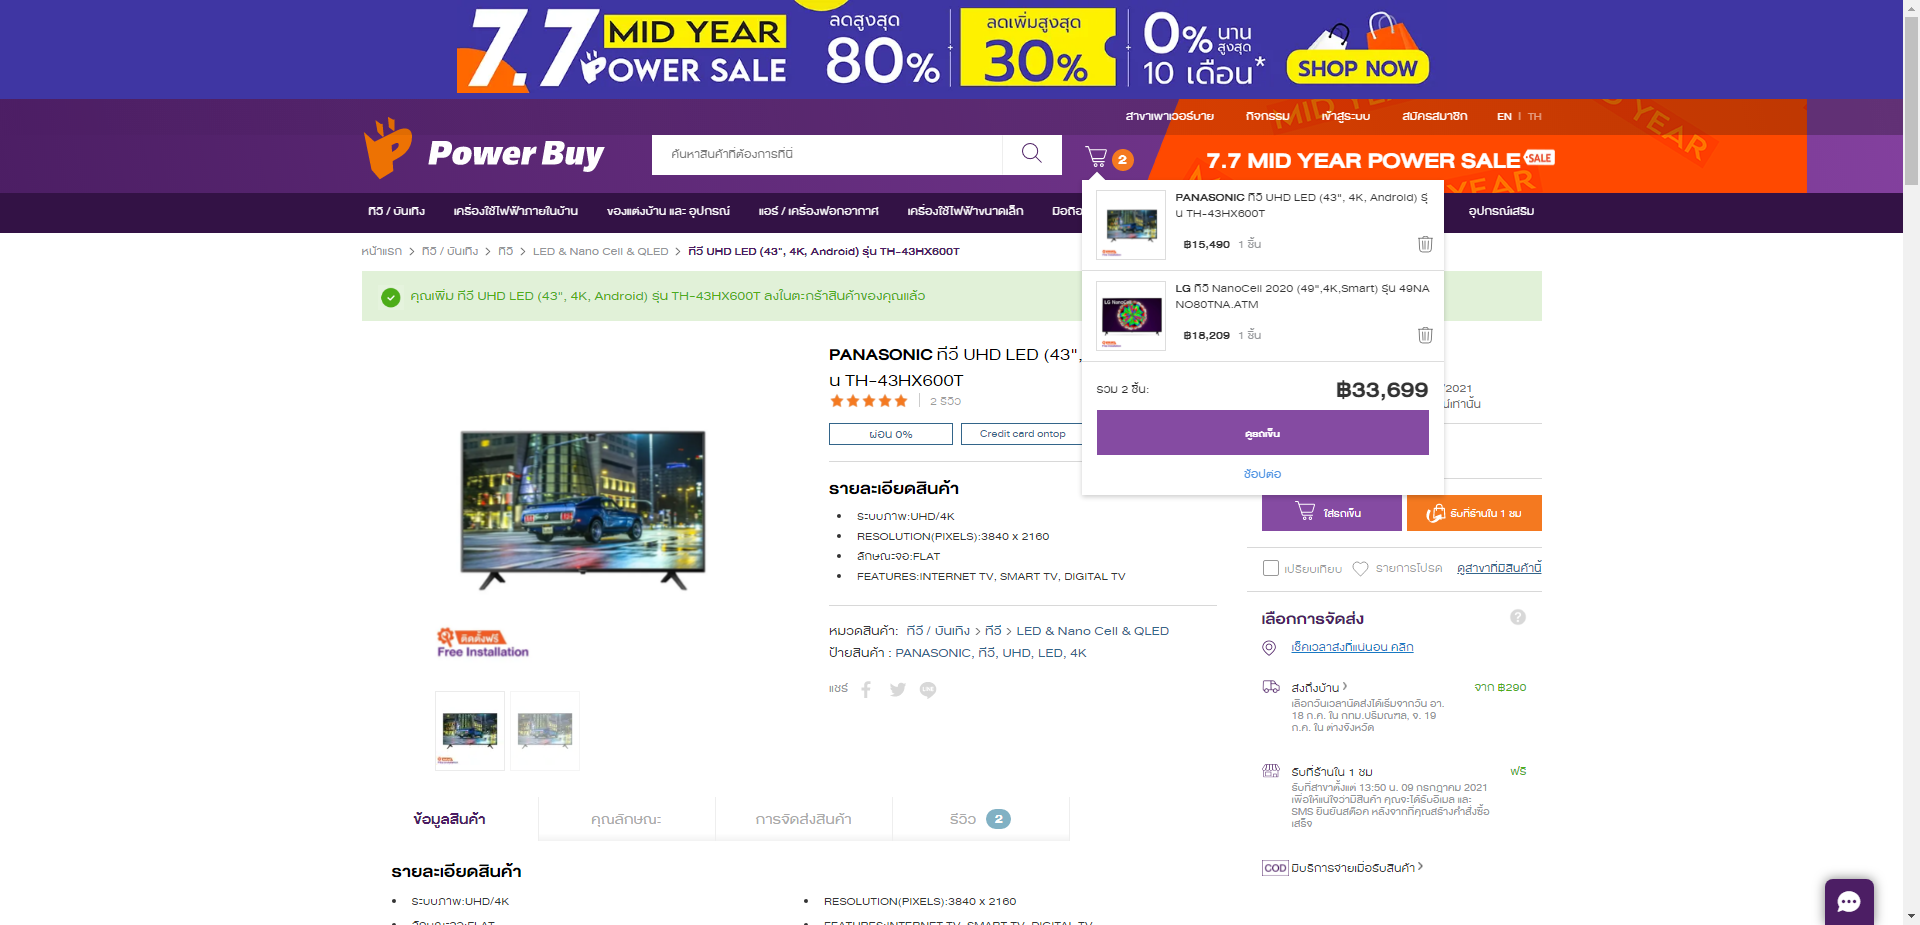 7.7 MID YEAR
POWER SALE
ลดสูงสุด
80%
ลดเพิ่มสูงสุด
30%
0% นาน สูงสุด
10 เดือน*
SHOP NOW
สาขาเพาเวอร์บาย กิจกรรม เข้าสู่ระบบ สมัครสมาชิก EN | TH
Power Buy
ค้นหาสินค้าที่ต้องการที่นี่
2
7.7 MID YEAR POWER SALE SALE
ทีวี / บันเทิง เครื่องใช้ไฟฟ้าภายในบ้าน ของแต่งบ้าน และ อุปกรณ์ แอร์ / เครื่องฟอกอากาศ เครื่องใช้ไฟฟ้าขนาดเล็ก มือถือ อุปกรณ์เสริม
หน้าแรก > ทีวี / บันเทิง > ทีวี > LED & Nano Cell & QLED > ทีวี UHD LED (43", 4K, Android) รุ่น TH-43HX600T
คุณเพิ่ม ทีวี UHD LED (43", 4K, Android) รุ่น TH-43HX600T ลงในตะกร้าสินค้าของคุณแล้ว
PANASONIC ทีวี UHD LED (43", 4K, Android) รุ
่น TH-43HX600T
฿15,490 1 ชิ้น
LG ทีวี NanoCell 2020 (49",4K,Smart) รุ่น 49NA
NO80TNA.ATM
฿18,209 1 ชิ้น
รวม 2 ชิ้น: ฿33,699
ดูรถเข็น
ช้อปต่อ
PANASONIC ทีวี UHD LED (43",
น TH-43HX600T
2 รีวิว
ผ่อน 0% Credit card ontop
/2021
น์เท่านั้น
รายละเอียดสินค้า
• ระบบภาพ:UHD/4K
• RESOLUTION(PIXELS):3840 x 2160
• ลักษณะจอ:FLAT
• FEATURES:INTERNET TV, SMART TV, DIGITAL TV
หมวดสินค้า: ทีวี / บันเทิง > ทีวี > LED & Nano Cell & QLED
ป้ายสินค้า : PANASONIC, ทีวี, UHD, LED, 4K
แชร์
ติดตั้งฟรี
Free Installation
ใส่รถเข็น รับที่ร้านใน 1 ชม
เปรียบเทียบ รายการโปรด ดูสาขาที่มีสินค้านี้
เลือกการจัดส่ง ?
เช็คเวลาส่งที่แน่นอน คลิก
ส่งถึงบ้าน > จาก ฿290
เลือกวันเวลานัดส่งได้เริ่มจากวัน อา.
18 ก.ค. ใน กทม.ปริมณฑล, จ. 19
ก.ค. ใน ต่างจังหวัด
รับที่ร้านใน 1 ชม ฟรี
รับที่สาขาตั้งแต่ 13:50 น. 09 กรกฎาคม 2021
เพื่อให้แน่ใจว่ามีสินค้า คุณจะได้รับอีเมล และ
SMS ยืนยันสต๊อค หลังจากที่คุณสร้างคำสั่งซื้อ
เสร็จ
COD มีบริการจ่ายเมื่อรับสินค้า >
ข้อมูลสินค้า คุณลักษณะ การจัดส่งสินค้า รีวิว 2
รายละเอียดสินค้า
• ระบบภาพ:UHD/4K • RESOLUTION(PIXELS):3840 x 2160
• ลักษณะจอ:FLAT • FEATURES:INTERNET TV, SMART TV, DIGITAL TV